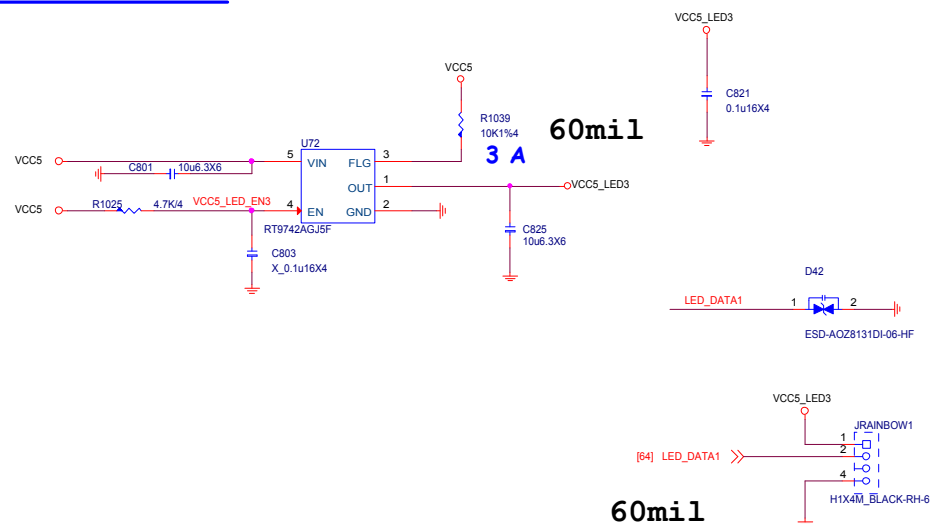 VCC5_LED3
C821
0.1u16X4
VCC5
R1039
10K1%4
60mil
3 A
U72
VCC5
C801
10u6.3X6
5
VIN
FLG
3
OUT
1
VCC5_LED3
VCC5
R1025
4.7K/4
VCC5_LED_EN3
4
EN
GND
2
RT9742AGJ5F
C825
10u6.3X6
C803
X_0.1u16X4
D42
LED_DATA1
1
2
ESD-AOZ8131DI-06-HF
VCC5_LED3
JRAINBOW1
1
2
[64] LED_DATA1
4
H1X4M_BLACK-RH-6
60mil